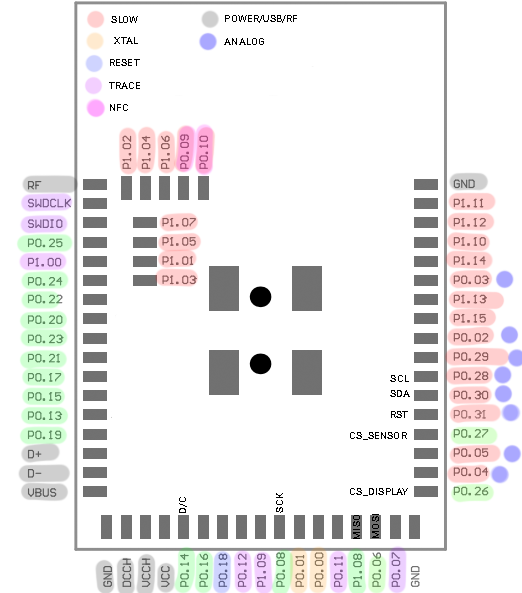 SLOW
POWER/USB/RF
XTAL
ANALOG
RESET
TRACE
NFC
P1.02
P1.04
P1.06
P0.09
P0.10
RF
SWDCLK
SWDIO
P0.25
P1.00
P0.24
P0.22
P0.20
P0.23
P0.21
P0.17
P0.15
P0.13
P0.19
D+
D-
VBUS
P1.07
P1.05
P1.01
P1.03
GND
P1.11
P1.12
P1.10
P1.14
P0.03
P1.13
P1.15
P0.02
P0.29
SCL P0.28
SDA P0.30
RST P0.31
CS_SENSOR P0.27
P0.05
P0.04
CS_DISPLAY P0.26
D/C
SCK
MISO
MOSI
GND
DCCH
VCCH
VCC
P0.14
P0.16
P0.18
P0.12
P1.09
P0.08
P0.01
P0.00
P0.11
P1.08
P0.06
P0.07
GND